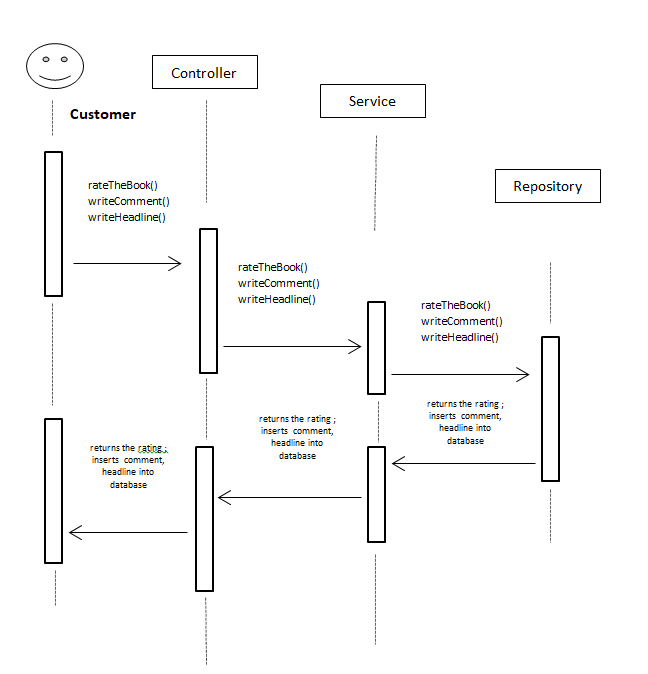 Controller
Service
Customer
Repository
rateTheBook()
writeComment()
writeHeadline()
rateTheBook()
writeComment()
writeHeadline()
rateTheBook()
writeComment()
writeHeadline()
returns the rating ;
inserts comment,
headline into
database
returns the rating ;
inserts comment,
headline into
database
returns the rating ;
inserts comment,
headline into
database